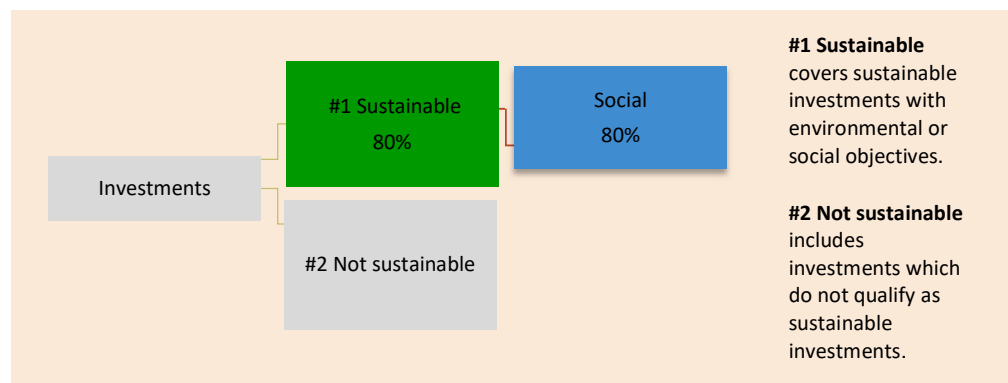 Investments
#1 Sustainable
80%
Social
80%
#2 Not sustainable
#1 Sustainable
covers sustainable
investments with
environmental or
social objectives.
#2 Not sustainable
includes
investments which
do not qualify as
sustainable
investments.